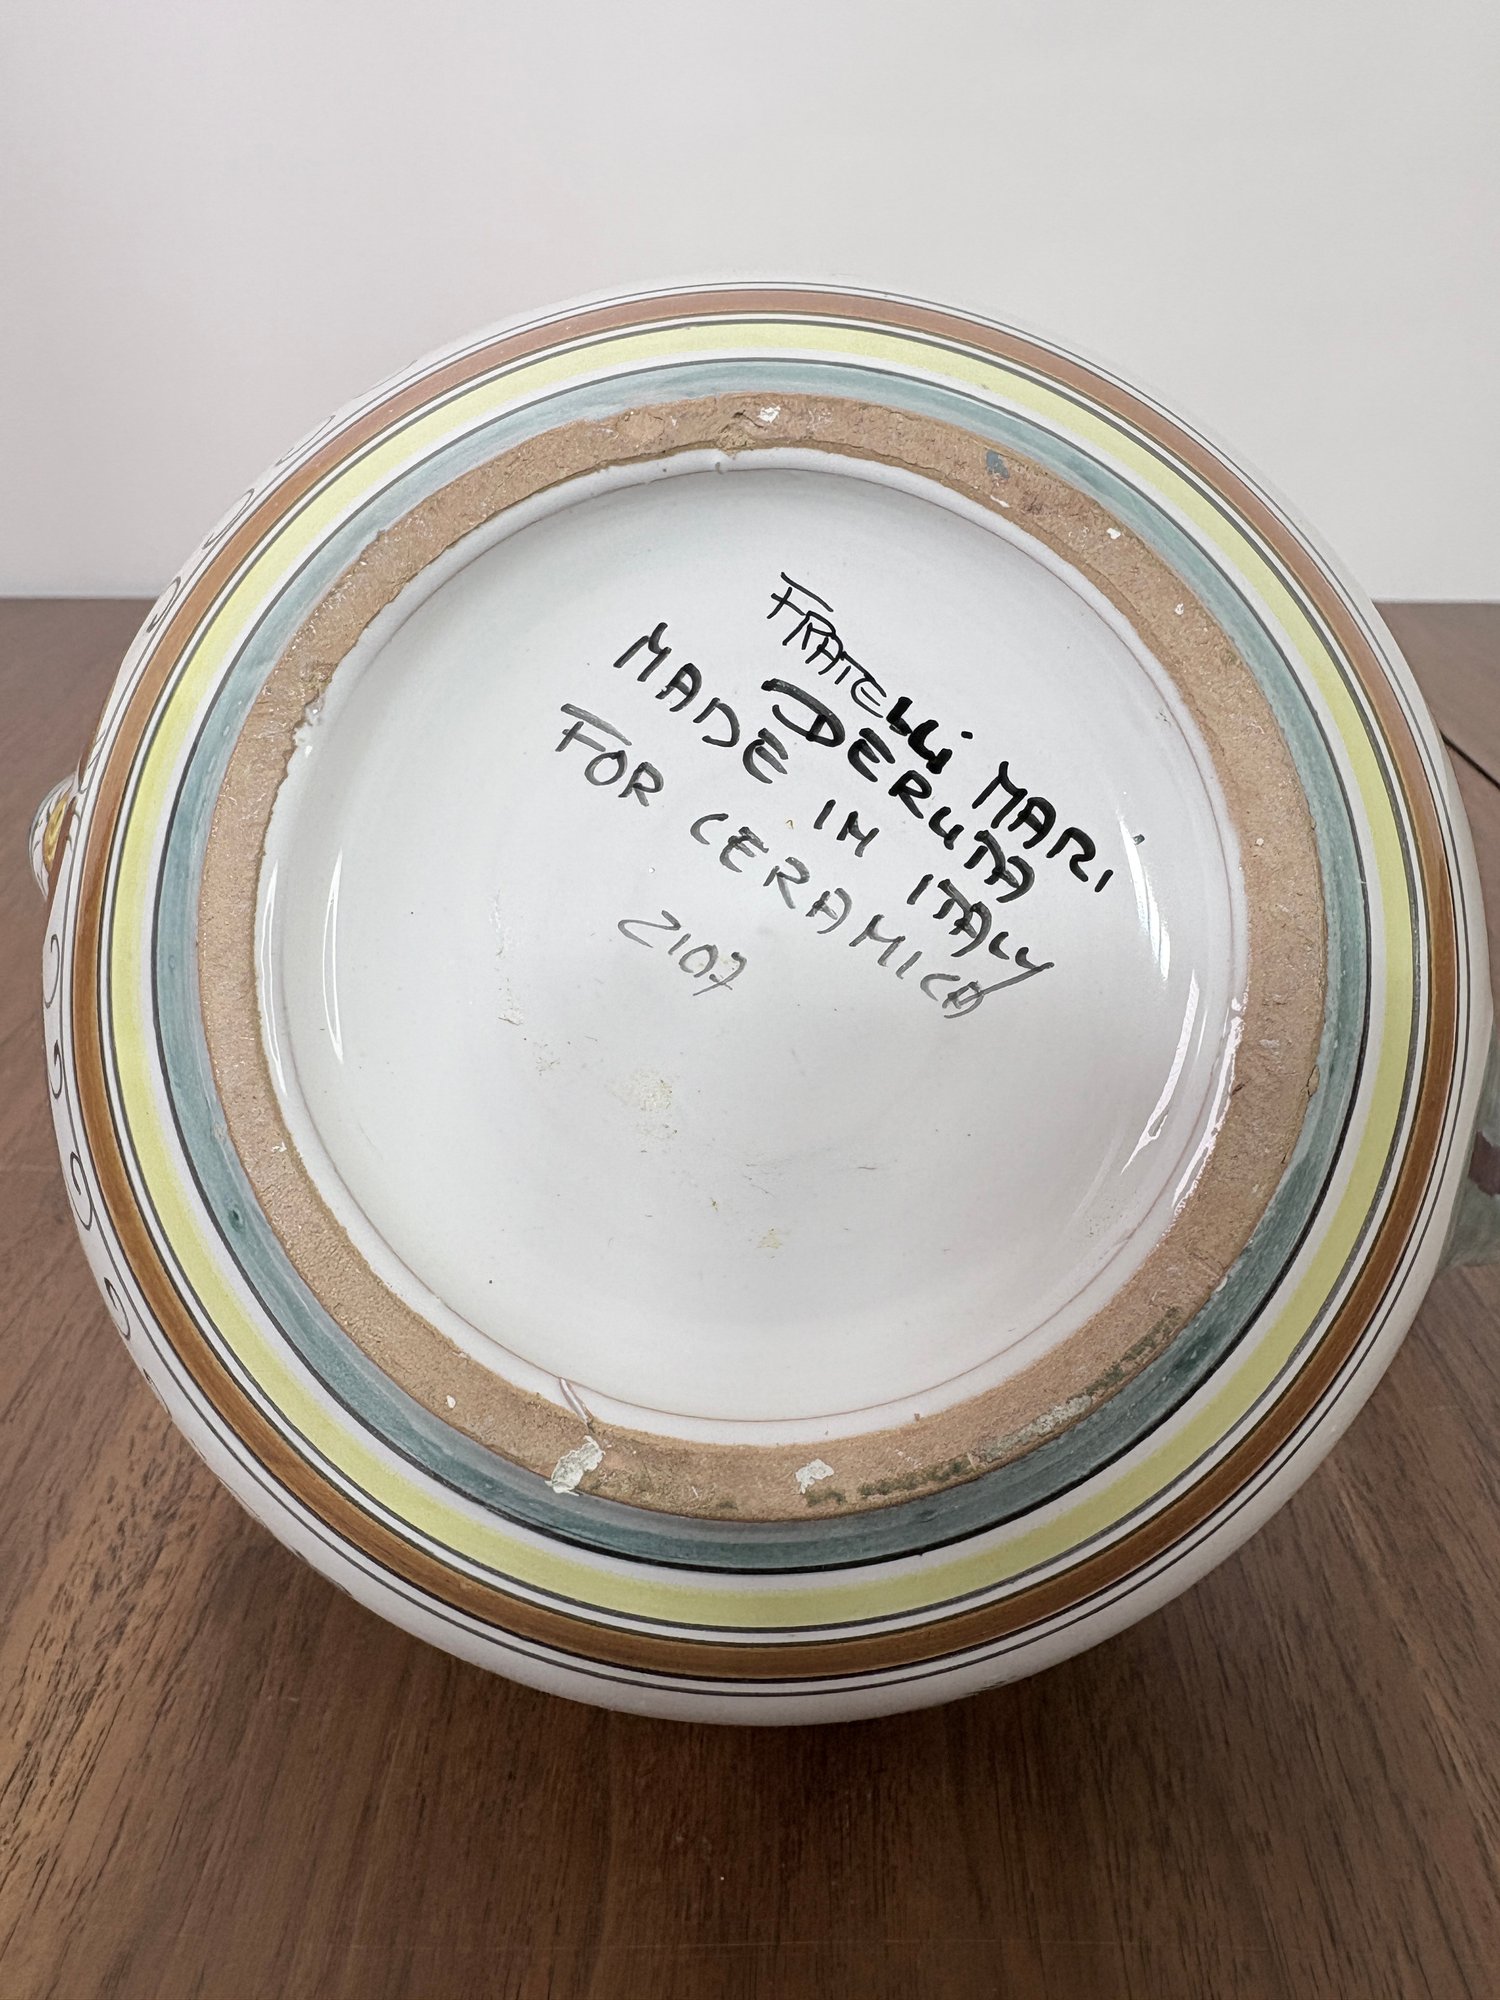 FRATELLI MARI
DERUTA
MADE IN ITALY
FOR CERAMICA
2107